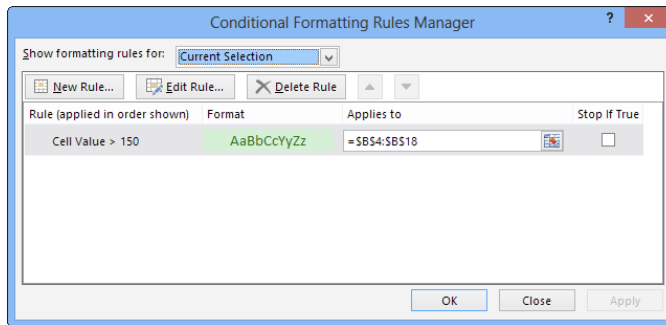 Conditional Formatting Rules Manager ? ×
Show formatting rules for: Current Selection
New Rule... Edit Rule... Delete Rule
Rule (applied in order shown) Format Applies to Stop If True
Cell Value > 150 AaBbCcYyZz =$B$4:$B$18
OK Close Apply